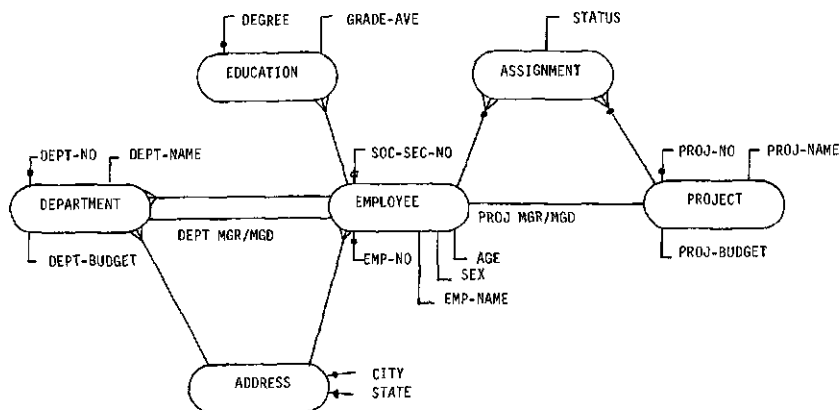 DEGREE
GRADE-AVE
STATUS
EDUCATION
ASSIGNMENT
DEPT-NO
DEPT-NAME
SOC-SEC-NO
PROJ-NO
PROJ-NAME
DEPARTMENT
EMPLOYEE
PROJECT
DEPT MGR/MGD
PROJ MGR/MGD
DEPT-BUDGET
EMP-NO
AGE
SEX
EMP-NAME
PROJ-BUDGET
ADDRESS
CITY
STATE